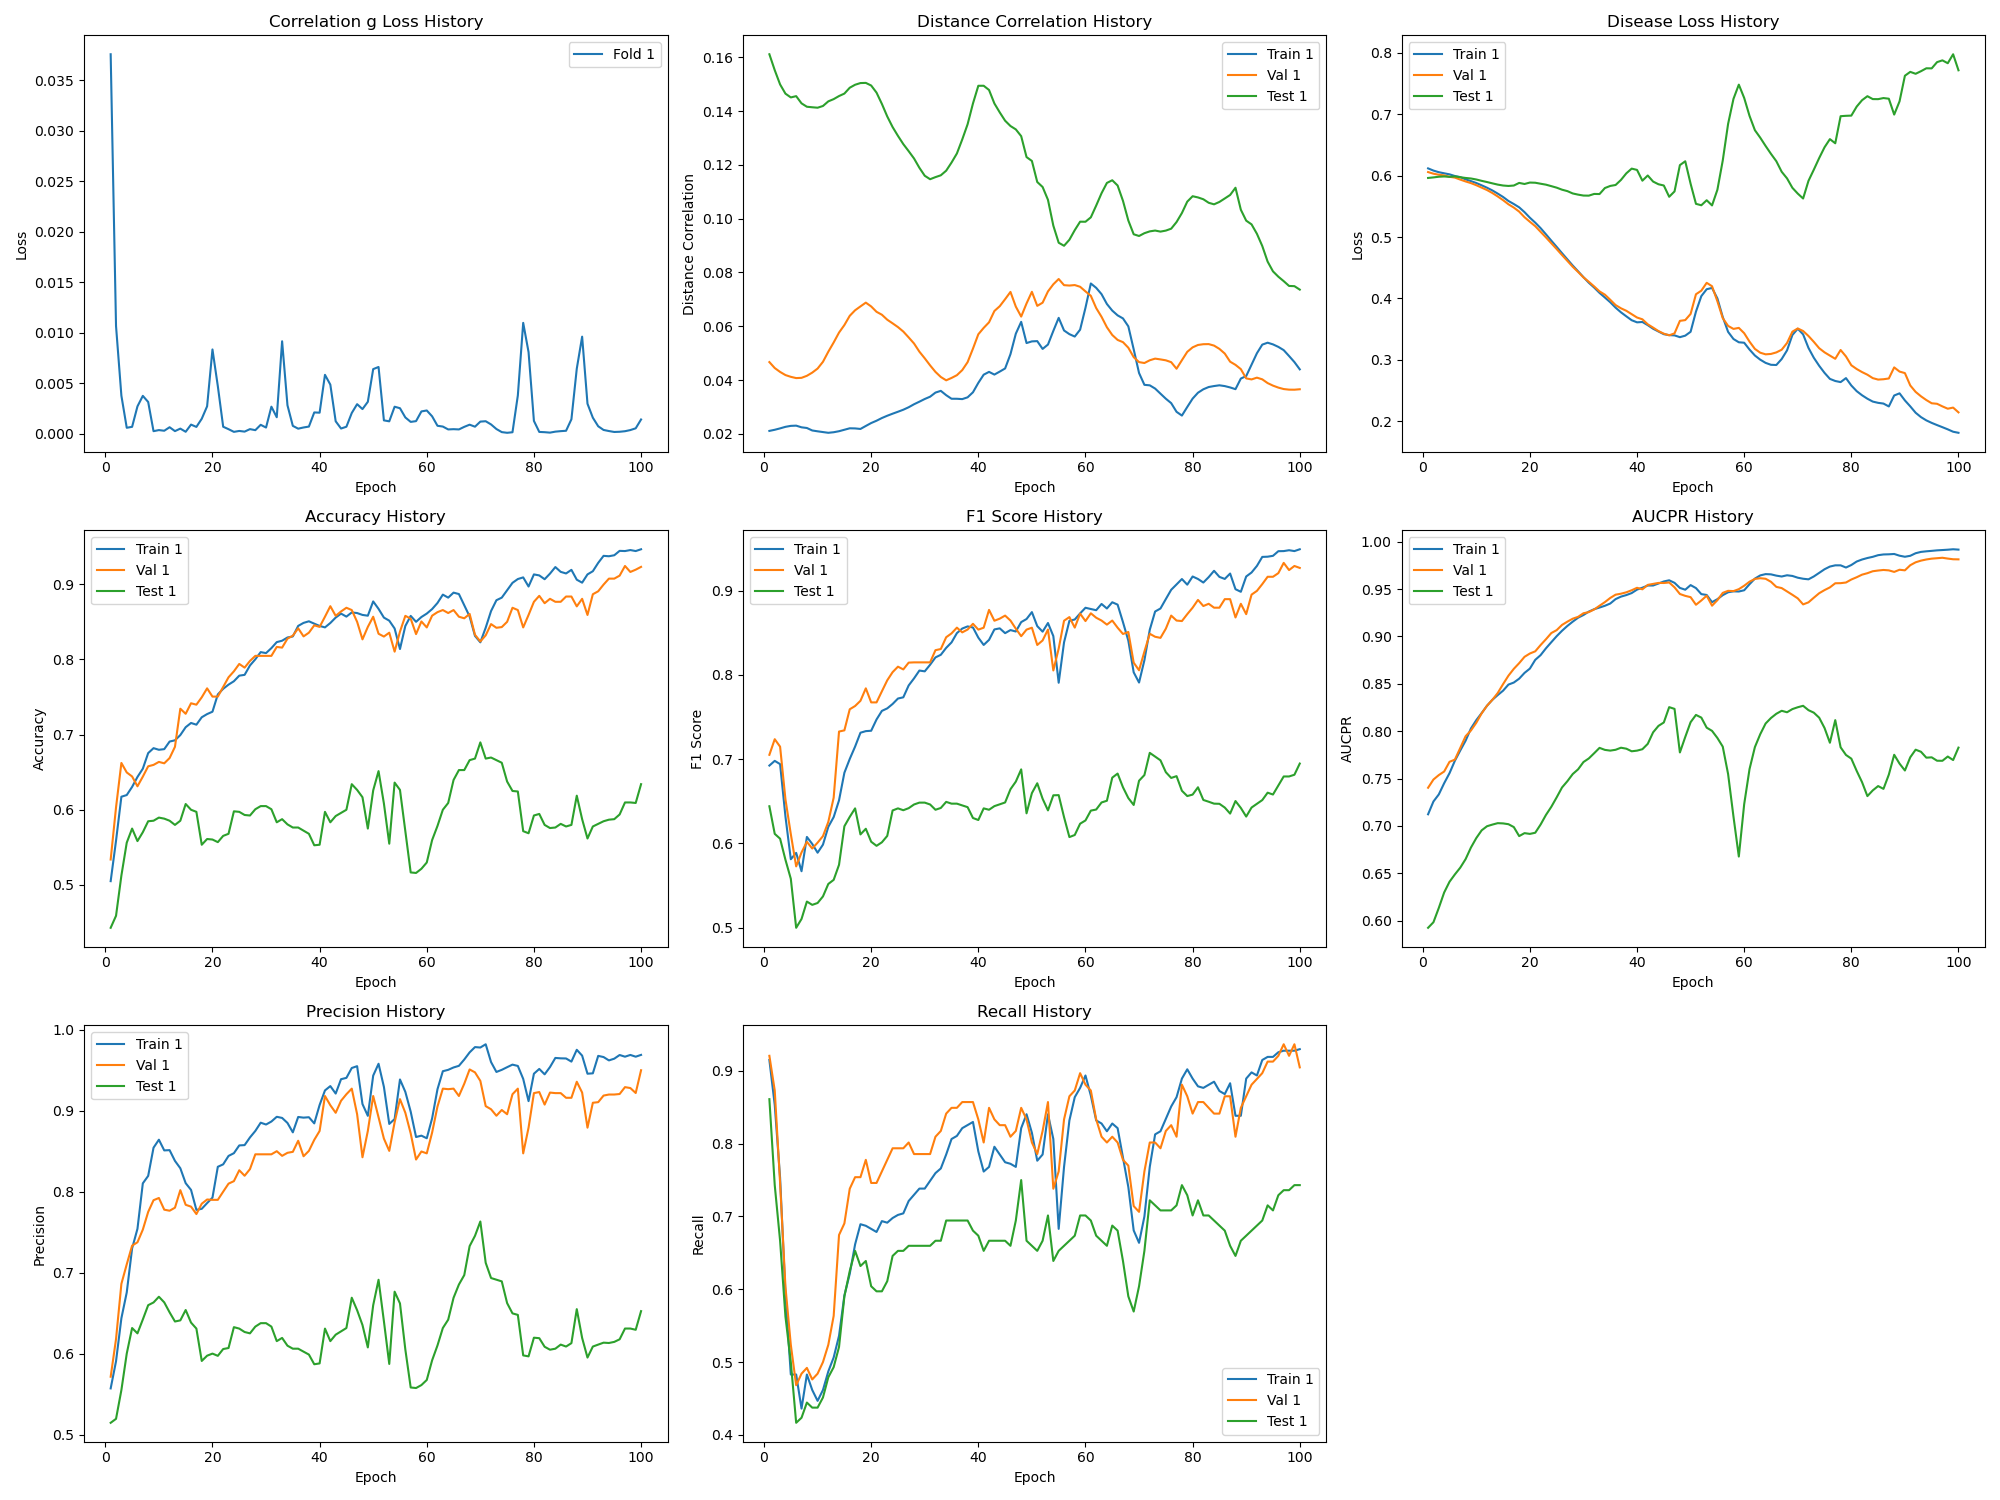 Correlation g Loss History
Fold 1
0.035
0.030
0.025
0.020
0.015
0.010
0.005
0.000
Loss
0 20 40 60 80 100
Epoch
Distance Correlation History
Train 1
Val 1
Test 1
0.16
0.14
0.12
0.10
0.08
0.06
0.04
0.02
Distance Correlation
0 20 40 60 80 100
Epoch
Disease Loss History
Train 1
Val 1
Test 1
0.8
0.7
0.6
0.5
0.4
0.3
0.2
Loss
0 20 40 60 80 100
Epoch
Accuracy History
Train 1
Val 1
Test 1
0.9
0.8
0.7
0.6
0.5
Accuracy
0 20 40 60 80 100
Epoch
F1 Score History
Train 1
Val 1
Test 1
0.9
0.8
0.7
0.6
0.5
F1 Score
0 20 40 60 80 100
Epoch
AUCPR History
Train 1
Val 1
Test 1
1.00
0.95
0.90
0.85
0.80
0.75
0.70
0.65
0.60
AUCPR
0 20 40 60 80 100
Epoch
Precision History
Train 1
Val 1
Test 1
1.0
0.9
0.8
0.7
0.6
0.5
Precision
0 20 40 60 80 100
Epoch
Recall History
0.9
0.8
0.7
0.6
0.5
0.4
Recall
Train 1
Val 1
Test 1
0 20 40 60 80 100
Epoch